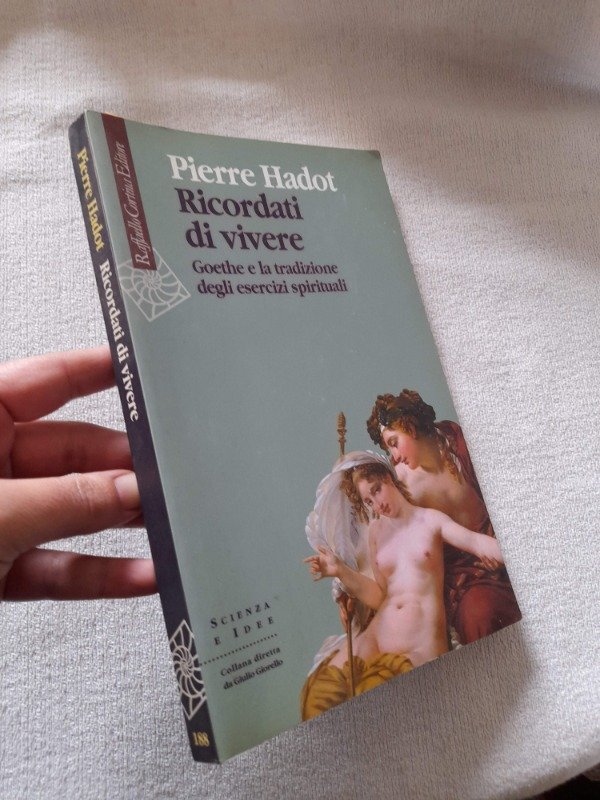 Pierre Hadot
Ricordati
di vivere
Goethe e la tradizione
degli esercizi spirituali
Raffaello Cortina Editore
SCIENZA
E IDEE
Collana diretta
da Giulio Giorello
Pierre Hadot Ricordati di vivere
188